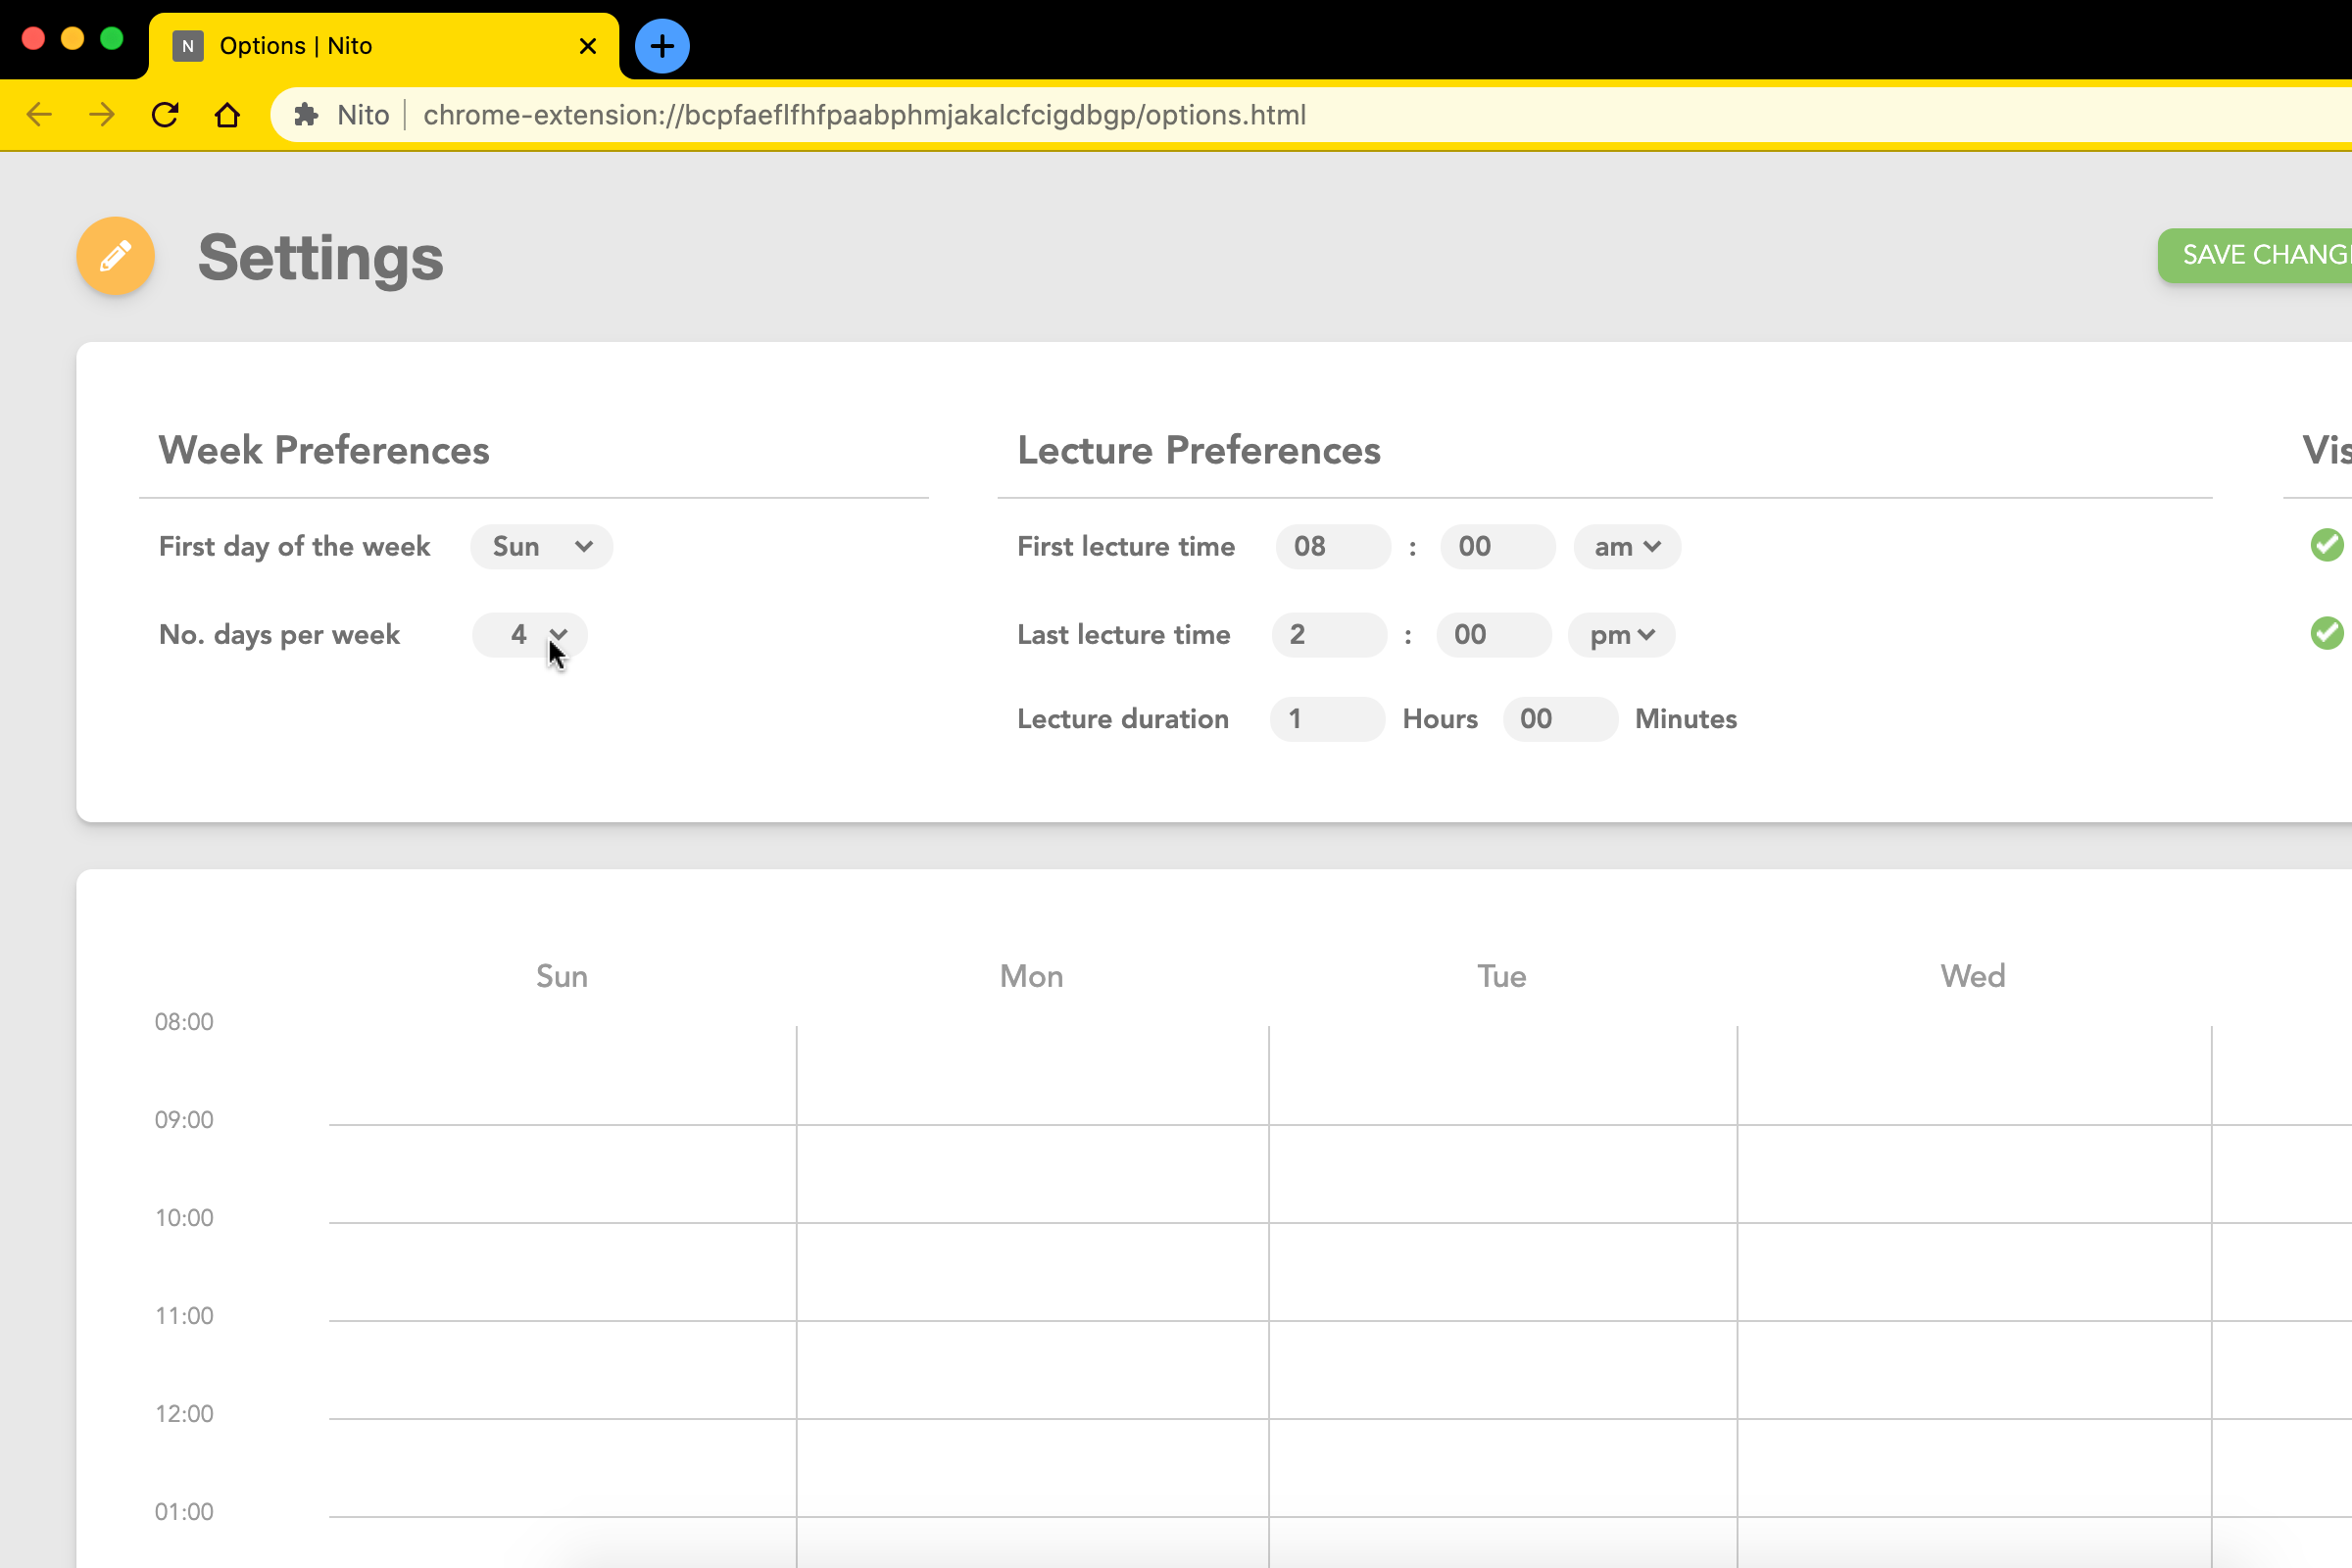 N Options | Nito
Nito | chrome-extension://bcpfaeflfhfpaabphmjakalcfcigdbgp/options.html
Settings
SAVE CHANG
Week Preferences
Lecture Preferences
Vis
First day of the week Sun
First lecture time 08 : 00 am
No. days per week 4
Last lecture time 2 : 00 pm
Lecture duration 1 Hours 00 Minutes
Sun Mon Tue Wed
08:00
09:00
10:00
11:00
12:00
01:00